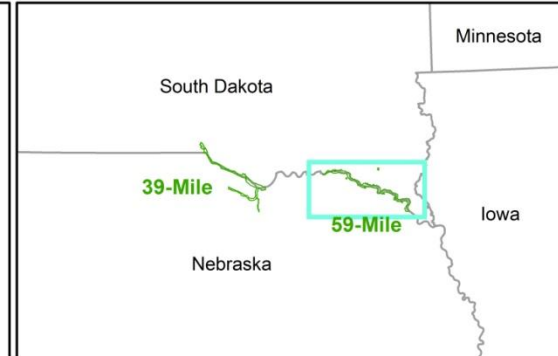 Minnesota
South Dakota
39-Mile
59-Mile
Iowa
Nebraska